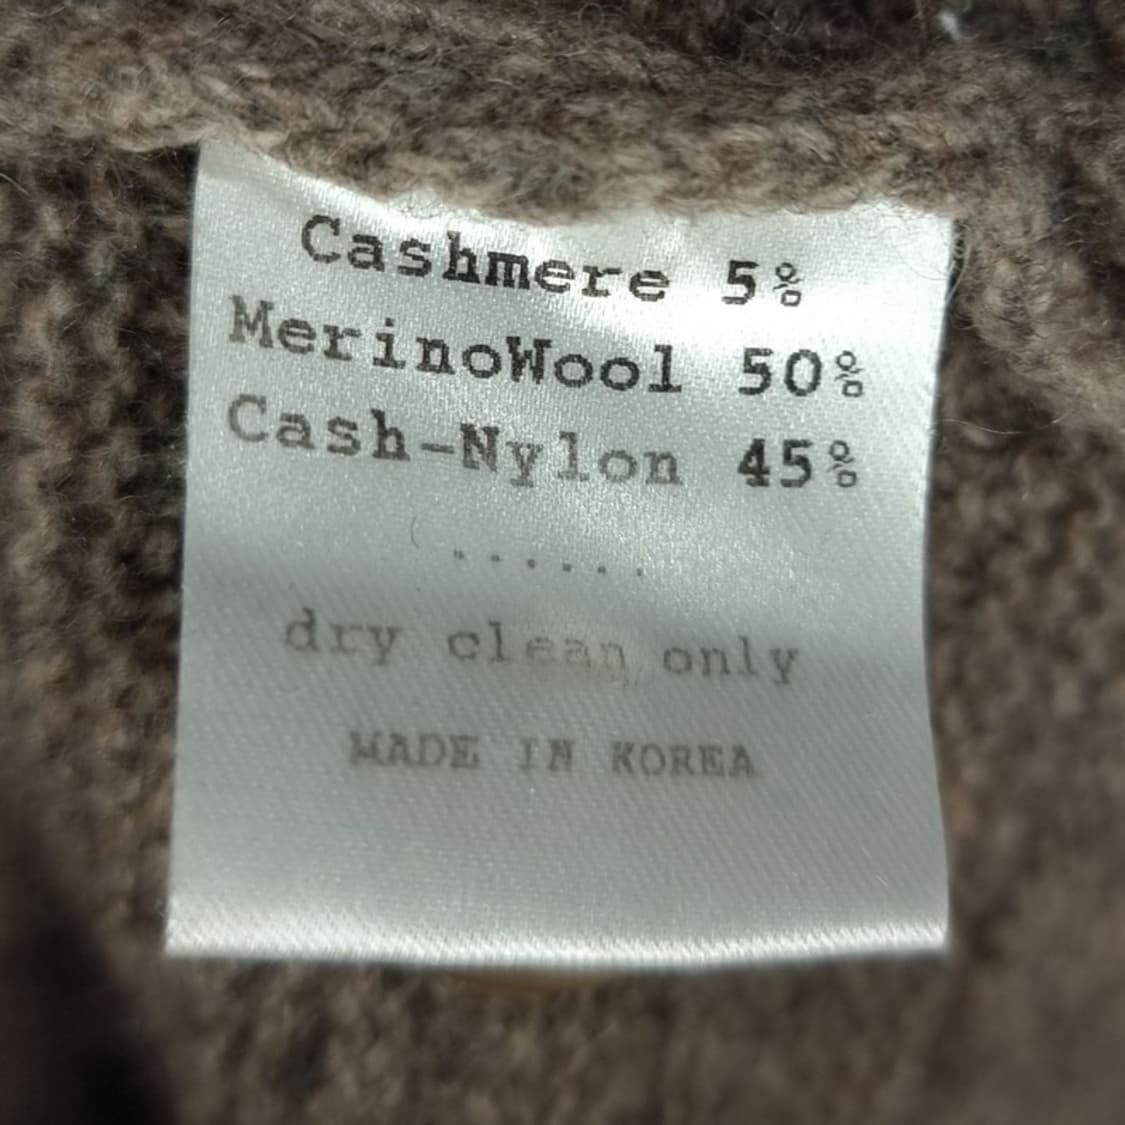 Cashmere 5%
MerinoWool 50%
Cash-Nylon 45%
......
dry clean only
MADE IN KOREA